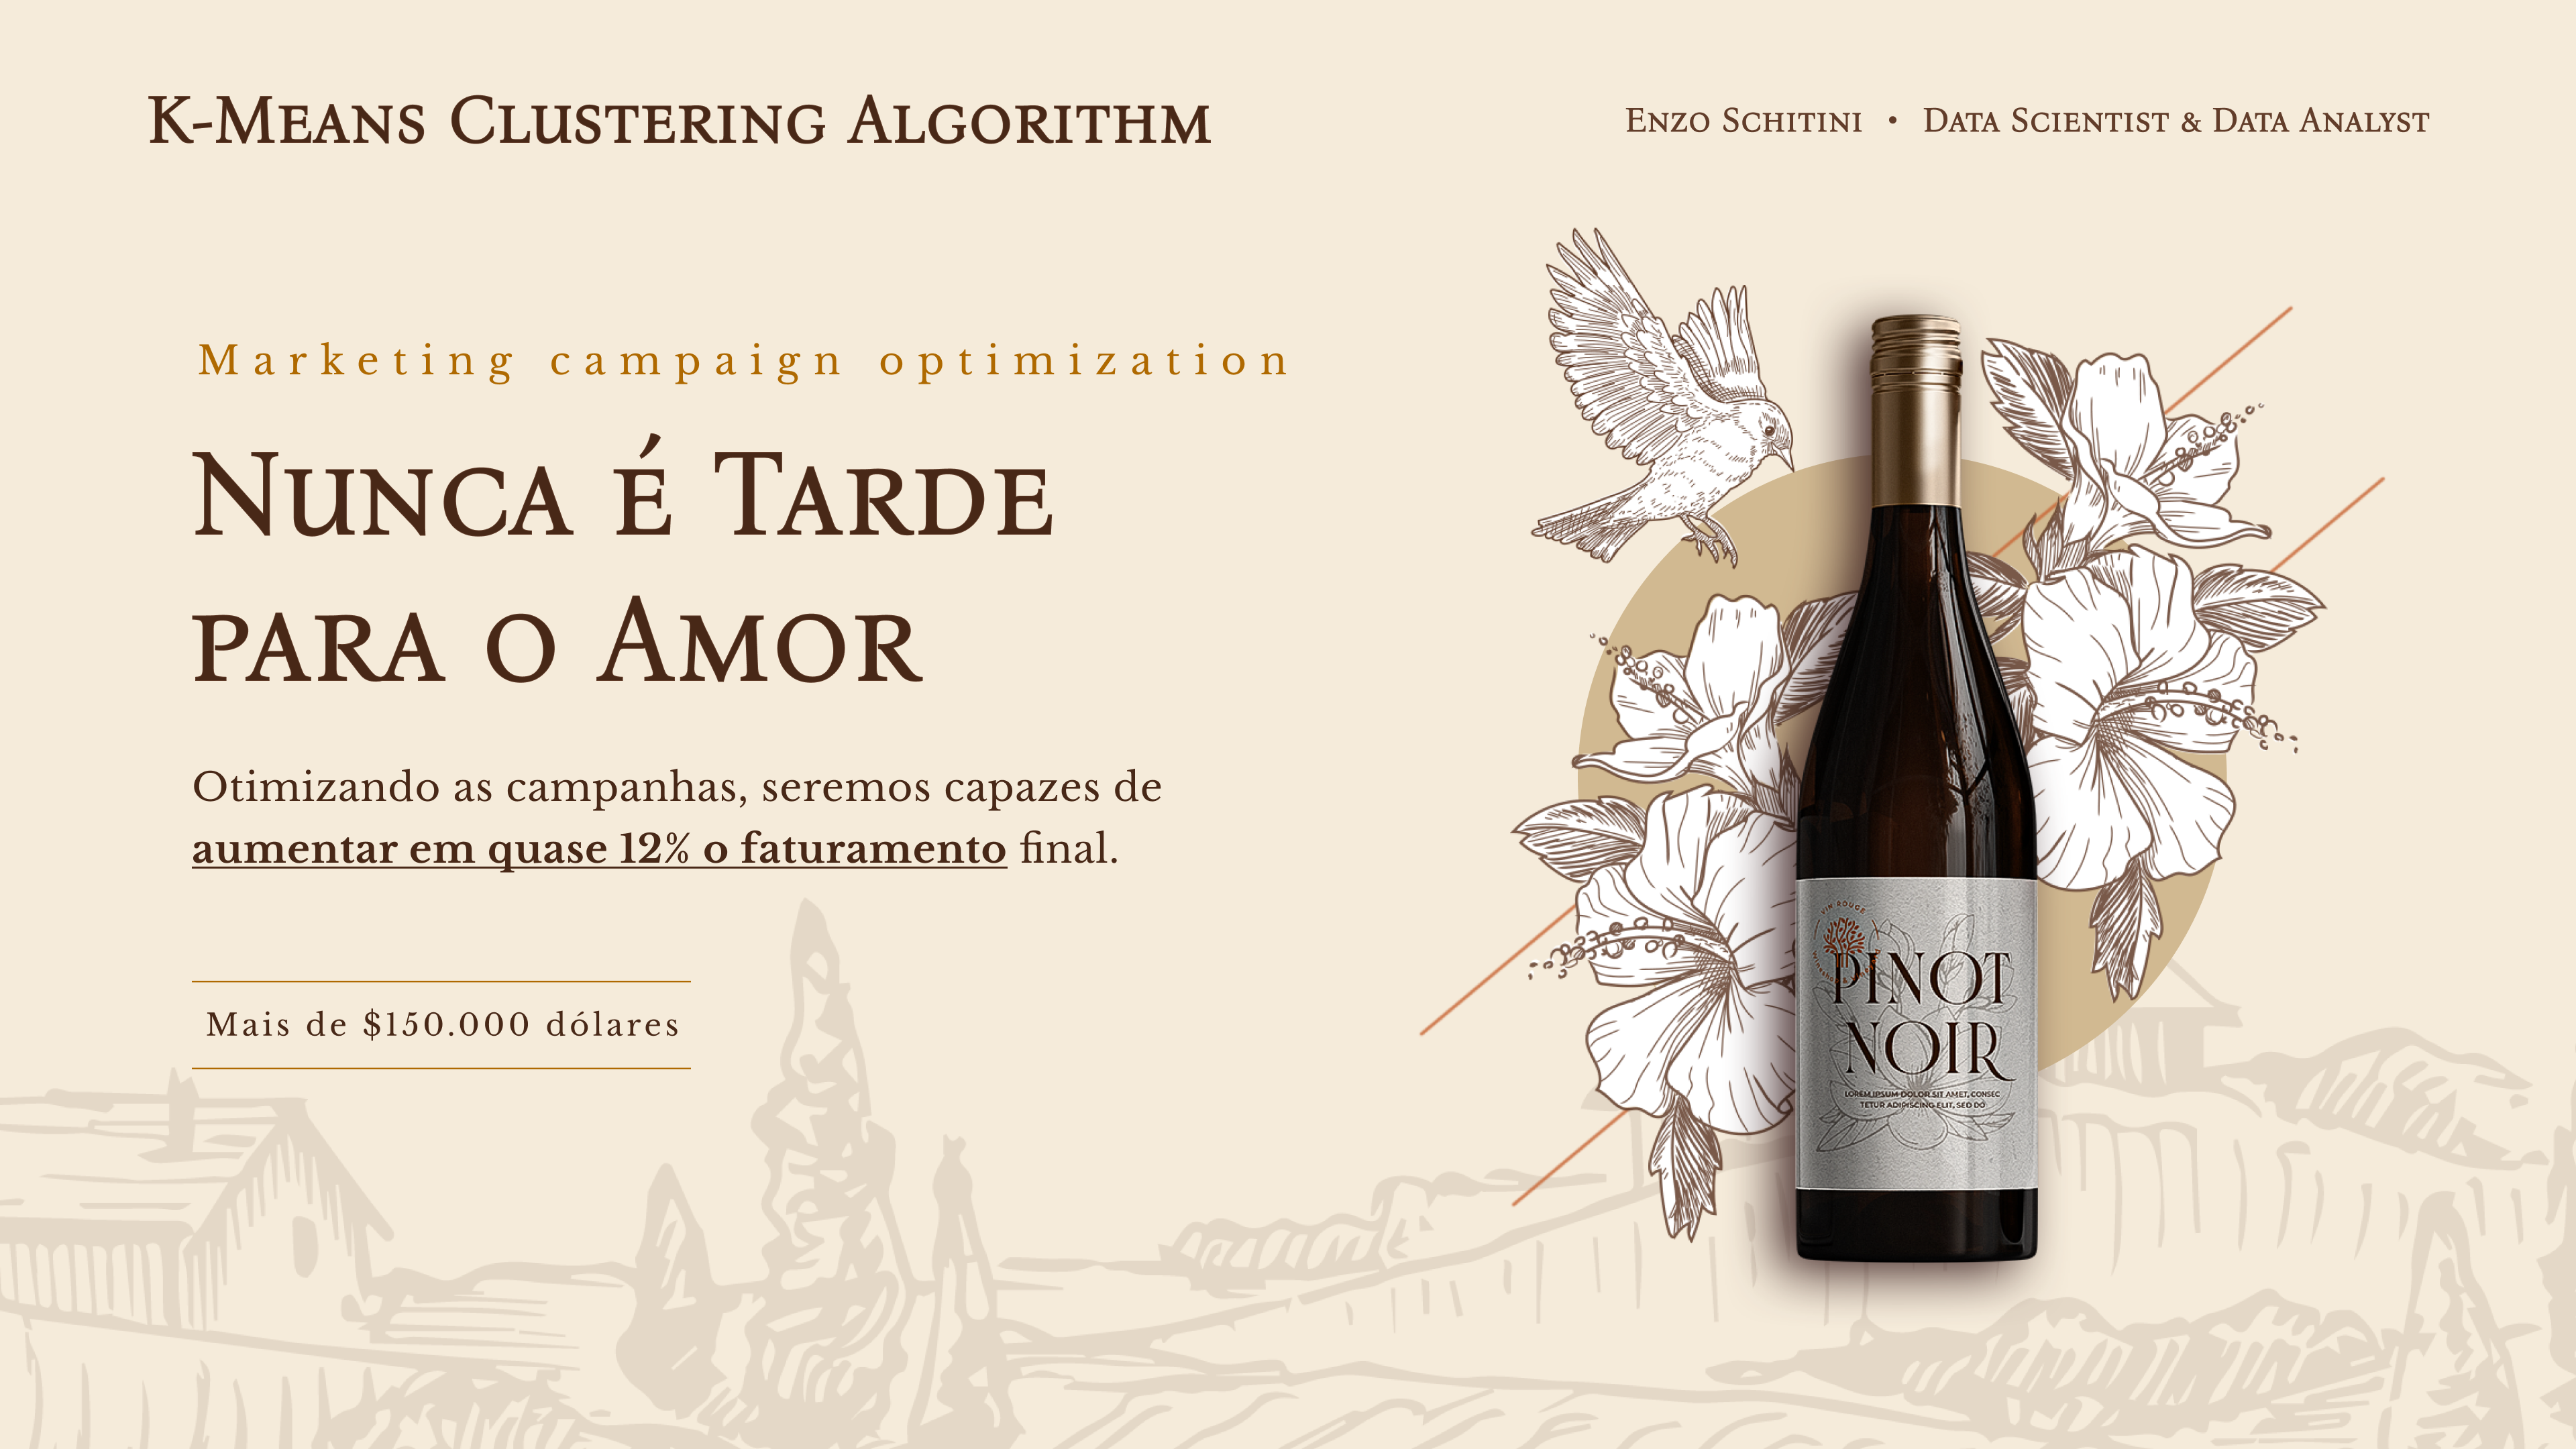 K-Means Clustering Algorithm
Enzo Schitini • Data Scientist & Data Analyst
Marketing campaign optimization
Nunca é Tarde
para o Amor
Otimizando as campanhas, seremos capazes de
aumentar em quase 12% o faturamento final.
Mais de $150.000 dólares
VIN ROUGE
PINOT
NOIR
LOREM IPSUM DOLOR SIT AMET, CONSEC
TETUR ADIPISCING ELIT, SED DO